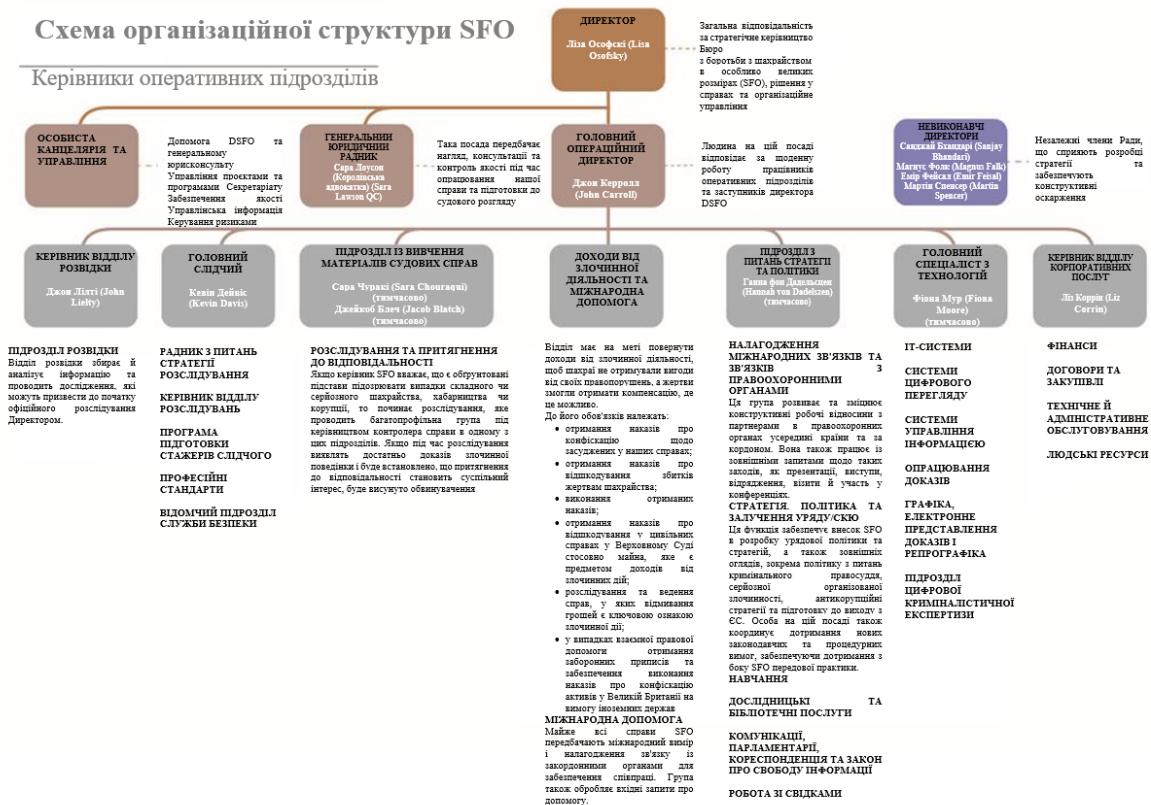 Схема організаційної структури SFO
Керівники оперативних підрозділів
ДИРЕКТОР
Ліза Ософскі (Lisa
Osofsky)
Загальна відповідальність
за стратегічне керівництво
Бюро
з боротьби з шахрайством
в особливо великих
розмірах (SFO), рішення у
справах та організаційне
управління
ОСОБИСТА
КАНЦЕЛЯРІЯ ТА
УПРАВЛІННЯ
Допомога DSFO та
генеральному
юрисконсульту
Управління проєктами та
програми Секретаріату
Забезпечення якості
Управлінська інформація
Керування ризиками
ГЕНЕРАЛЬНИИ
ЮРИДИЧНИЙ
РАДНИК
Сара Лоусон
(Королівська
адвокатка) (Sara
Lawson QC)
Така посада передбачає
нагляд, консультації та
контроль якості під час
опрацювання нашої
справи та підготовки до
судового розгляду
ГОЛОВНИЙ
ОПЕРАЦІЙНИЙ
ДИРЕКТОР
Джон Керролл
(John Carroll)
Людина на цій посаді
відповідає за щоденну
роботу працівників
оперативних підрозділів
та заступників директора
DSFO
НЕВИКОНАВЧІ
ДИРЕКТОРИ
Санджай Бхандарі (Sanjay
Bhandari)
Магнус Фолк (Magnus Falk)
Емір Фейсал (Emir Feisal)
Мартін Спенсер (Martin
Spencer)
Незалежні члени Ради,
що сприяють розробці
стратегії та
забезпечують
конструктивні
оскарження
КЕРІВНИК ВІДДІЛУ
РОЗВІДКИ
Джон Лілті (John
Lielty)
ГОЛОВНИЙ
СЛІДЧИЙ
Кевін Дейвіс
(Kevin Davis)
ПІДРОЗДІЛ ІЗ ВИВЧЕННЯ
МАТЕРІАЛІВ СУДОВИХ СПРАВ
Сара Чуракі (Sara Chouraqui)
(тимчасово)
Джейкоб Блеч (Jacob Blatch)
(тимчасово)
ДОХОДИ ВІД
ЗЛОЧИННОЇ
ДІЯЛЬНОСТІ ТА
МІЖНАРОДНА
ДОПОМОГА
ПІДРОЗДІЛ З
ПИТАНЬ СТРАТЕГІЇ
ТА ПОЛІТИКИ
Ганна фон Дадельсцен
(Hannah von Dadelszen)
(тимчасово)
ГОЛОВНИЙ
СПЕЦІАЛІСТ З
ТЕХНОЛОГІЙ
Фіона Мур (Fiona
Moore)
(тимчасово)
КЕРІВНИК ВІДДІЛУ
КОРПОРАТИВНИХ
ПОСЛУГ
Ліз Коррін (Liz
Corrin)
ПІДРОЗДІЛ РОЗВІДКИ
Відділ розвідки збирає й
аналізує інформацію та
проводить дослідження, які
можуть призвести до початку
офіційного розслідування
Директором.
РАДНИК З ПИТАНЬ
СТРАТЕГІЇ
РОЗСЛІДУВАННЯ
КЕРІВНИК ВІДДІЛУ
РОЗСЛІДУВАНЬ
ПРОГРАМА
ПІДГОТОВКИ
СТАЖЕРІВ СЛІДЧОГО
ПРОФЕСІЙНІ
СТАНДАРТИ
ВІДОМЧИЙ ПІДРОЗДІЛ
СЛУЖБИ БЕЗПЕКИ
РОЗСЛІДУВАННЯ ТА ПРИТЯГНЕННЯ
ДО ВІДПОВІДАЛЬНОСТІ
Якщо керівник SFO вважає, що є обґрунтовані
підстави підозрювати випадки складного чи
серйозного шахрайства, хабарництва чи
корупції, то починає розслідування, яке
проводить багатопрофільна група під
керівництвом контролера справи в одному з
цих підрозділів. Якщо під час розслідування
виявлять достатньо доказів злочинної
поведінки і буде встановлено, що притягнення
до відповідальності становить суспільний
інтерес, буде висунуто обвинувачення
Відділ має на меті повернути
доходи від злочинної діяльності,
щоб шахраї не отримували вигоди
від своїх правопорушень, а жертви
змогли отримати компенсацію, де
це можливо.
До його обов'язків належать:
• отримання наказів про
конфіскацію щодо
засуджених у наших справах;
• отримання наказів про
відшкодування збитків
жертвам шахрайства;
• виконання отриманих
наказів;
• отримання наказів про
відшкодування у цивільних
справах у Верховному Суді
стосовно майна, яке є
предметом доходів від
злочинних дій;
• розслідування та ведення
справ, у яких відмивання
грошей є ключовою ознакою
злочинної дії;
• у випадках взаємної правової
допомоги отримання
заборонних приписів та
забезпечення виконання
наказів про конфіскацію
активів у Великій Британії на
вимогу іноземних держав
МІЖНАРОДНА ДОПОМОГА
Майже всі справи SFO
передбачають міжнародний вимір
і налагодження зв'язку із
закордонними органами для
забезпечення співпраці. Група
також обробляє вхідні запити про
допомогу.
НАЛАГОДЖЕННЯ
МІЖНАРОДНИХ ЗВ'ЯЗКІВ ТА
ЗВ'ЯЗКІВ З
ПРАВООХОРОННИМИ
ОРГАНАМИ
Ця група розвиває та зміцнює
конструктивні робочі відносини з
партнерами в правоохоронних
органах усередині країни та за
кордоном. Вона також працює із
зовнішніми запитами щодо таких
заходів, як презентації, виступи,
відрядження, візити й участь у
конференціях.
СТРАТЕГІЯ. ПОЛІТИКА ТА
ЗАЛУЧЕННЯ УРЯДУ/СКЮ
Ця функція забезпечує внесок SFO
в розробку урядової політики та
стратегій, а також зовнішніх
оглядів, зокрема політику з питань
кримінального правосуддя,
серйозної організованої
злочинності, антикорупційні
стратегії та підготовку до виходу з
ЄС. Особа на цій посаді також
координує дотримання нових
законодавчих та процедурних
вимог, забезпечуючи дотримання з
боку SFO передової практики.
НАВЧАННЯ
ДОСЛІДНИЦЬКІ ТА
БІБЛІОТЕЧНІ ПОСЛУГИ
КОМУНІКАЦІЇ,
ПАРЛАМЕНТАРІЇ,
КОРЕСПОНДЕНЦІЯ ТА ЗАКОН
ПРО СВОБОДУ ІНФОРМАЦІЇ
РОБОТА ЗІ СВІДКАМИ
ІТ-СИСТЕМИ
СИСТЕМИ
ЦИФРОВОГО
ПЕРЕГЛЯДУ
СИСТЕМИ
УПРАВЛІННЯ
ІНФОРМАЦІЄЮ
ОПРАЦЮВАННЯ
ДОКАЗІВ
ГРАФІКА,
ЕЛЕКТРОННЕ
ПРЕДСТАВЛЕННЯ
ДОКАЗІВ І
РЕПРОГРАФІКА
ПІДРОЗДІЛ
ЦИФРОВОЇ
КРИМІНАЛІСТИЧНОЇ
ЕКСПЕРТИЗИ
ФІНАНСИ
ДОГОВОРИ ТА
ЗАКУПІВЛІ
ТЕХНІЧНЕ Й
АДМІНІСТРАТИВНЕ
ОБСЛУГОВУВАННЯ
ЛЮДСЬКІ РЕСУРСИ